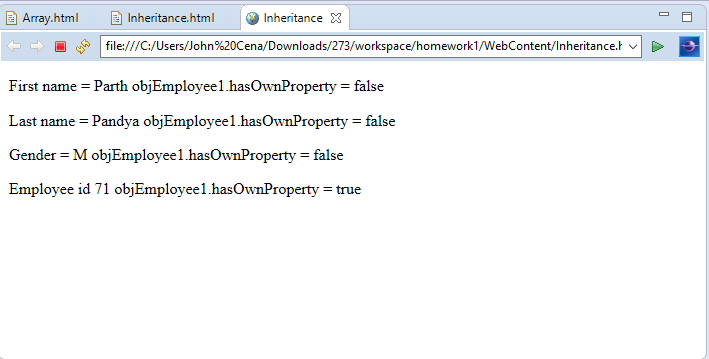 Array.html Inheritance.html Inheritance
file:///C:/Users/John%20Cena/Downloads/273/workspace/homework1/WebContent/Inheritance.h
First name = Parth objEmployee1.hasOwnProperty = false
Last name = Pandya objEmployee1.hasOwnProperty = false
Gender = M objEmployee1.hasOwnProperty = false
Employee id 71 objEmployee1.hasOwnProperty = true